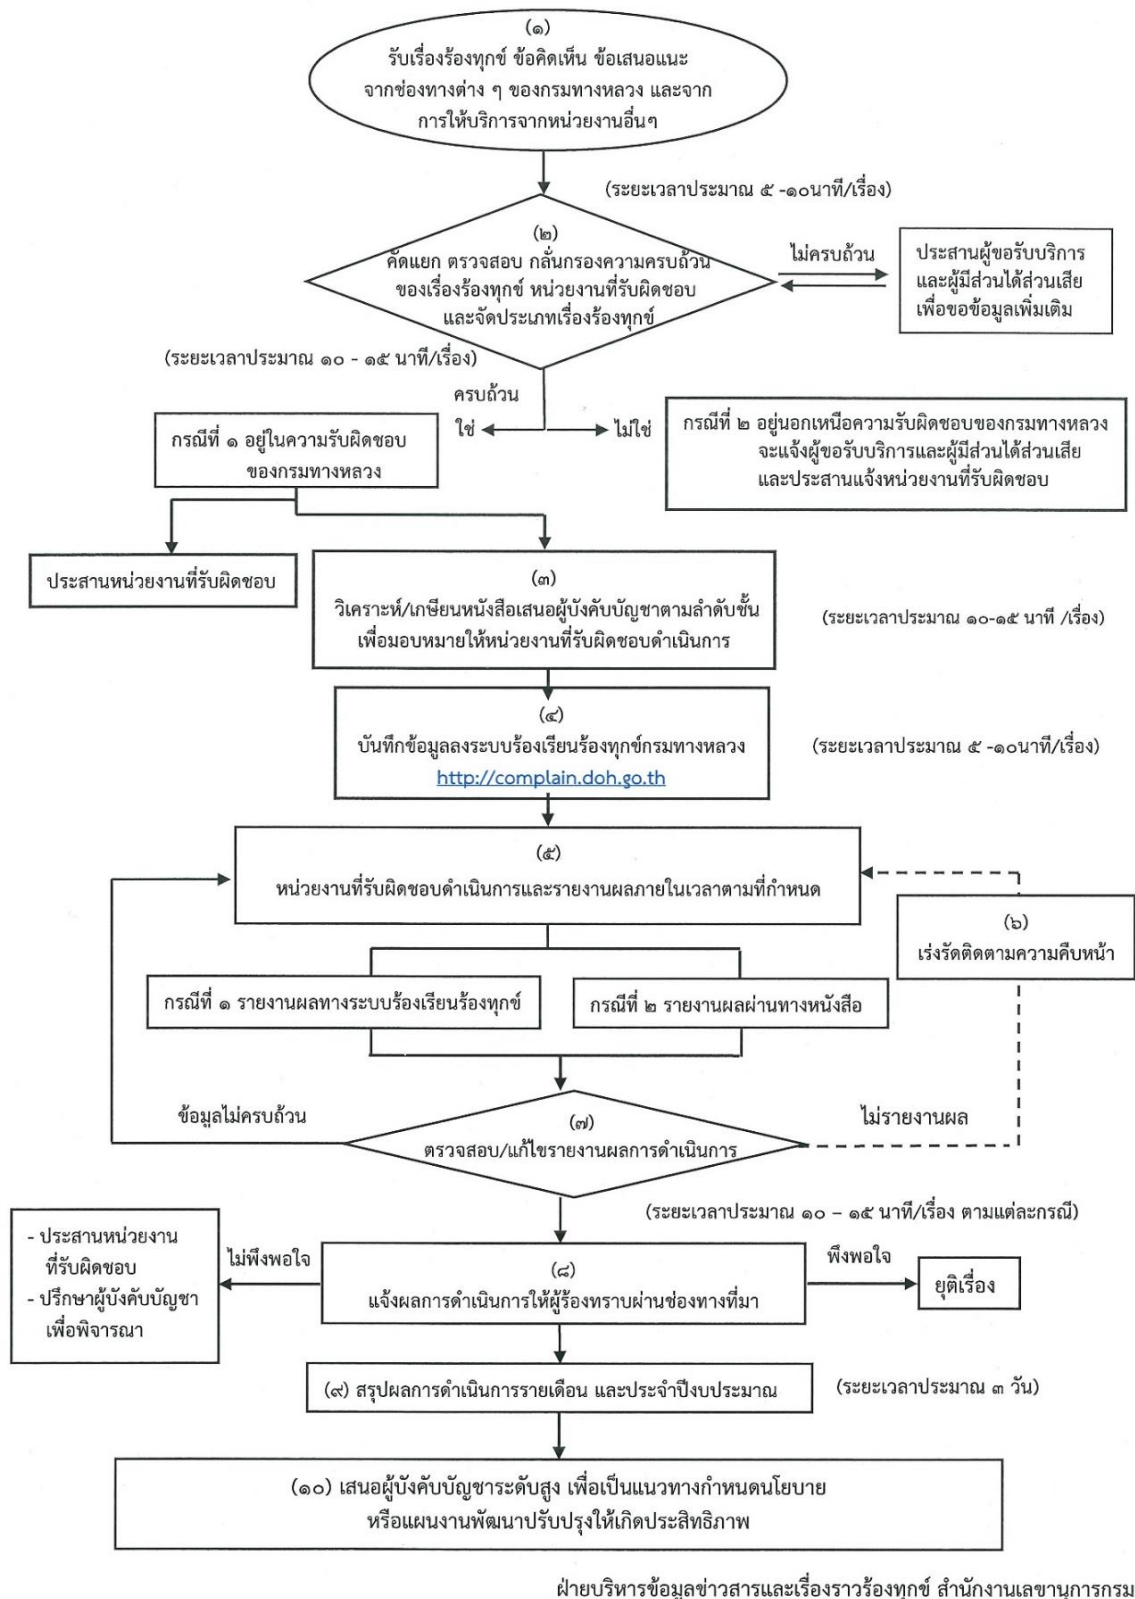 (๑)
รับเรื่องร้องทุกข์ ข้อคิดเห็น ข้อเสนอแนะ
จากช่องทางต่าง ๆ ของกรมทางหลวง และจาก
การให้บริการจากหน่วยงานอื่นๆ
(ระยะเวลาประมาณ ๕ -๑๐นาที/เรื่อง)
(๒)
คัดแยก ตรวจสอบ กลั่นกรองความครบถ้วน
ของเรื่องร้องทุกข์ หน่วยงานที่รับผิดชอบ
และจัดประเภทเรื่องร้องทุกข์
ไม่ครบถ้วน
ประสานผู้ขอรับบริการ
และผู้มีส่วนได้ส่วนเสีย
เพื่อขอข้อมูลเพิ่มเติม
(ระยะเวลาประมาณ ๑๐ - ๑๕ นาที/เรื่อง)
ครบถ้วน
ใช่
ไม่ใช่
กรณีที่ ๑ อยู่ในความรับผิดชอบ
ของกรมทางหลวง
กรณีที่ ๒ อยู่นอกเหนือความรับผิดชอบของกรมทางหลวง
จะแจ้งผู้ขอรับบริการและผู้มีส่วนได้ส่วนเสีย
และประสานแจ้งหน่วยงานที่รับผิดชอบ
ประสานหน่วยงานที่รับผิดชอบ
(๓)
วิเคราะห์/เกษียนหนังสือเสนอผู้บังคับบัญชาตามลำดับชั้น
เพื่อมอบหมายให้หน่วยงานที่รับผิดชอบดำเนินการ
(ระยะเวลาประมาณ ๑๐-๑๕ นาที /เรื่อง)
(๔)
บันทึกข้อมูลลงระบบร้องเรียนร้องทุกข์กรมทางหลวง
http://complain.doh.go.th
(ระยะเวลาประมาณ ๕ -๑๐นาที/เรื่อง)
(๕)
หน่วยงานที่รับผิดชอบดำเนินการและรายงานผลภายในเวลาตามที่กำหนด
(๖)
เร่งรัดติดตามความคืบหน้า
กรณีที่ ๑ รายงานผลทางระบบร้องเรียนร้องทุกข์
กรณีที่ ๒ รายงานผลผ่านทางหนังสือ
ข้อมูลไม่ครบถ้วน
(๗)
ตรวจสอบ/แก้ไขรายงานผลการดำเนินการ
ไม่รายงานผล
(ระยะเวลาประมาณ ๑๐ – ๑๕ นาที/เรื่อง ตามแต่ละกรณี)
- ประสานหน่วยงาน
ที่รับผิดชอบ
- ปรึกษาผู้บังคับบัญชา
เพื่อพิจารณา
ไม่พึงพอใจ
(๘)
แจ้งผลการดำเนินการให้ผู้ร้องทราบผ่านช่องทางที่มา
พึงพอใจ
ยุติเรื่อง
(๙) สรุปผลการดำเนินการรายเดือน และประจำปีงบประมาณ
(ระยะเวลาประมาณ ๓ วัน)
(๑๐) เสนอผู้บังคับบัญชาระดับสูง เพื่อเป็นแนวทางกำหนดนโยบาย
หรือแผนงานพัฒนาปรับปรุงให้เกิดประสิทธิภาพ
ฝ่ายบริหารข้อมูลข่าวสารและเรื่องราวร้องทุกข์ สำนักงานเลขานุการกรม